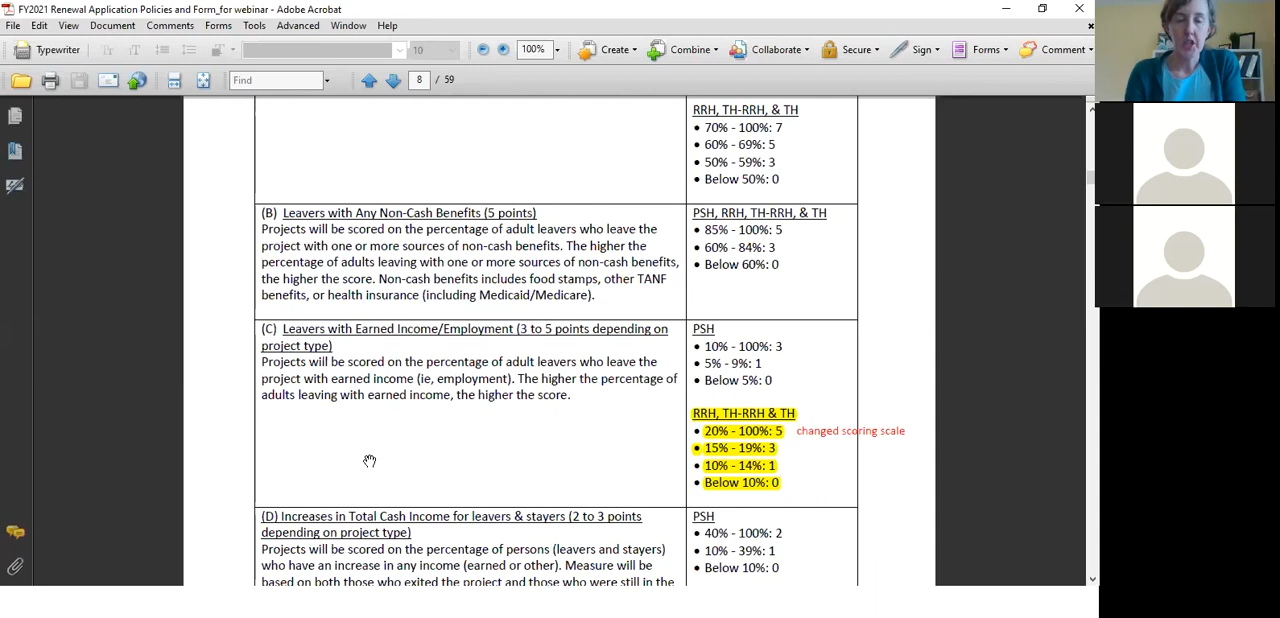 FY2021 Renewal Application Policies and Form_for webinar - Adobe Acrobat
File Edit View Document Comments Forms Tools Advanced Window Help
Typewriter 10 100% Create Combine Collaborate Secure Sign Forms Comment
Find 8 / 59
RRH, TH-RRH, & TH
• 70% - 100%: 7
• 60% - 69%: 5
• 50% - 59%: 3
• Below 50%: 0
(B) Leavers with Any Non-Cash Benefits (5 points)
Projects will be scored on the percentage of adult leavers who leave the
project with one or more sources of non-cash benefits. The higher the
percentage of adults leaving with one or more sources of non-cash benefits,
the higher the score. Non-cash benefits includes food stamps, other TANF
benefits, or health insurance (including Medicaid/Medicare).
PSH, RRH, TH-RRH, & TH
• 85% - 100%: 5
• 60% - 84%: 3
• Below 60%: 0
(C) Leavers with Earned Income/Employment (3 to 5 points depending on
project type)
Projects will be scored on the percentage of adult leavers who leave the
project with earned income (ie, employment). The higher the percentage of
adults leaving with earned income, the higher the score.
PSH
• 10% - 100%: 3
• 5% - 9%: 1
• Below 5%: 0
RRH, TH-RRH & TH
• 20% - 100%: 5 changed scoring scale
• 15% - 19%: 3
• 10% - 14%: 1
• Below 10%: 0
(D) Increases in Total Cash Income for leavers & stayers (2 to 3 points
depending on project type)
Projects will be scored on the percentage of persons (leavers and stayers)
who have an increase in any income (earned or other). Measure will be
based on both those who exited the project and those who were still in the
PSH
• 40% - 100%: 2
• 10% - 39%: 1
• Below 10%: 0